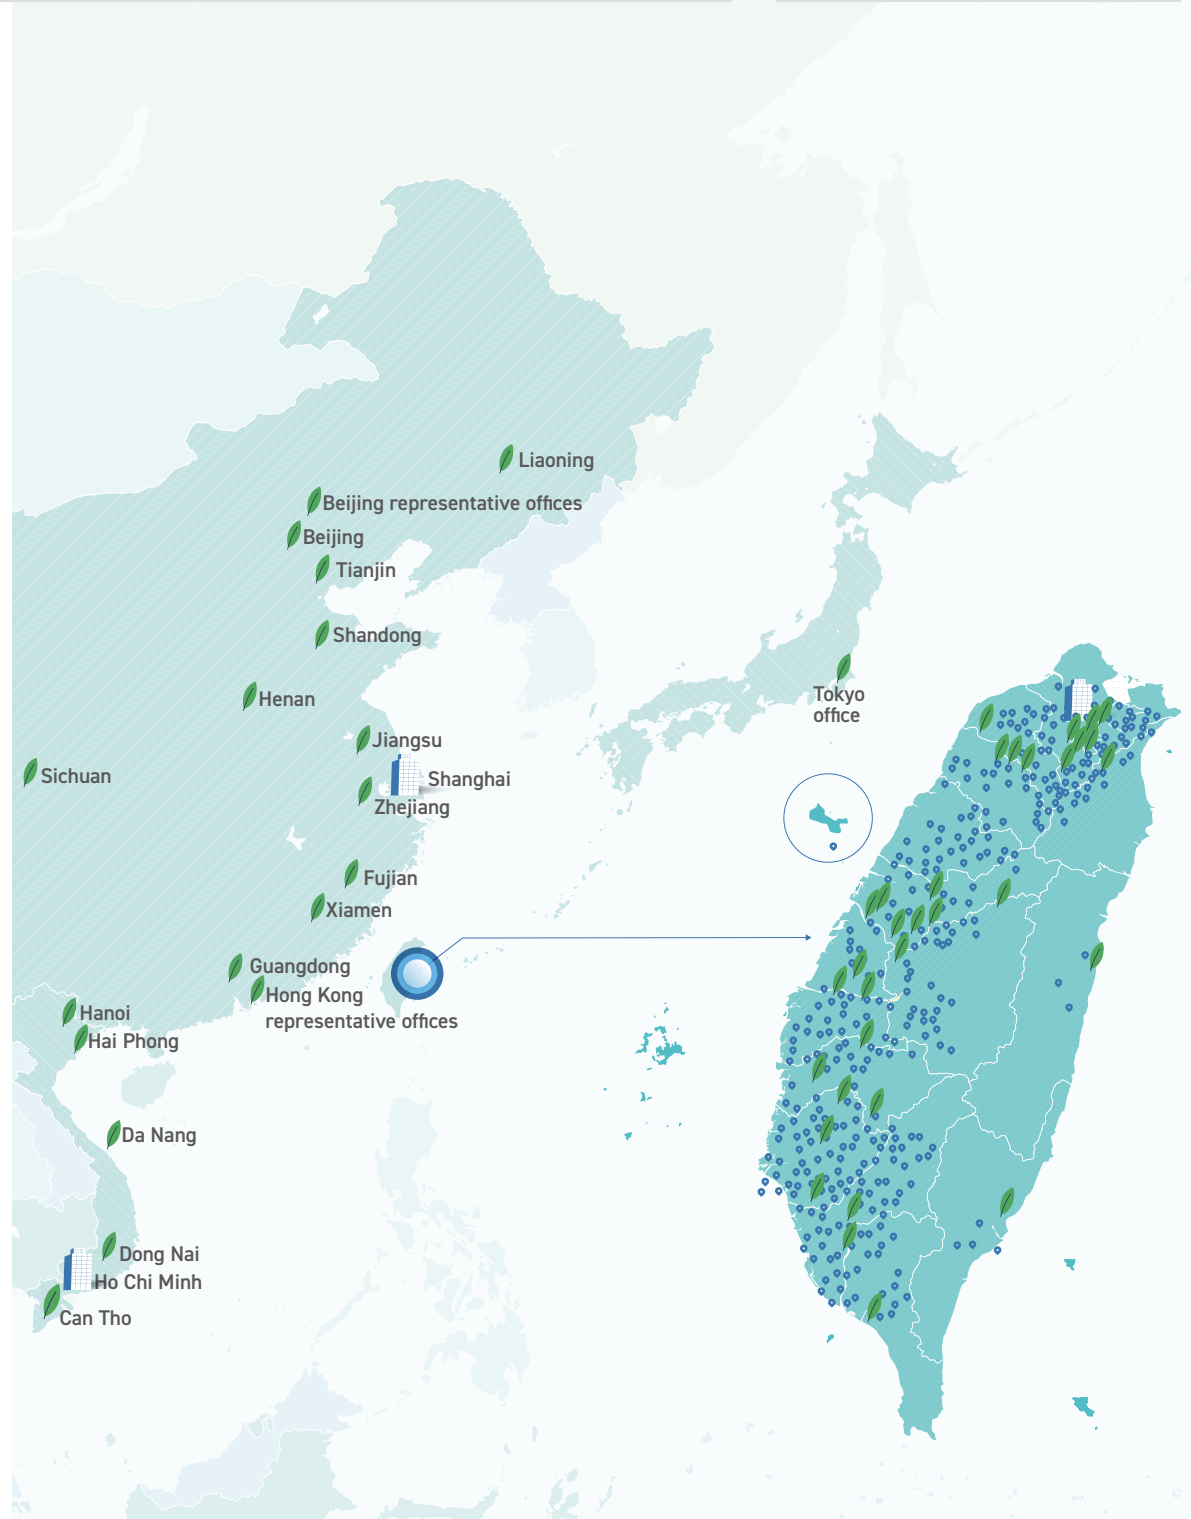 Liaoning
Beijing representative offices
Beijing
Tianjin
Shandong
Tokyo
office
Henan
Jiangsu
Sichuan
Shanghai
Zhejiang
Fujian
Xiamen
Guangdong
Hong Kong
representative offices
Hanoi
Hai Phong
Da Nang
Dong Nai
Ho Chi Minh
Can Tho